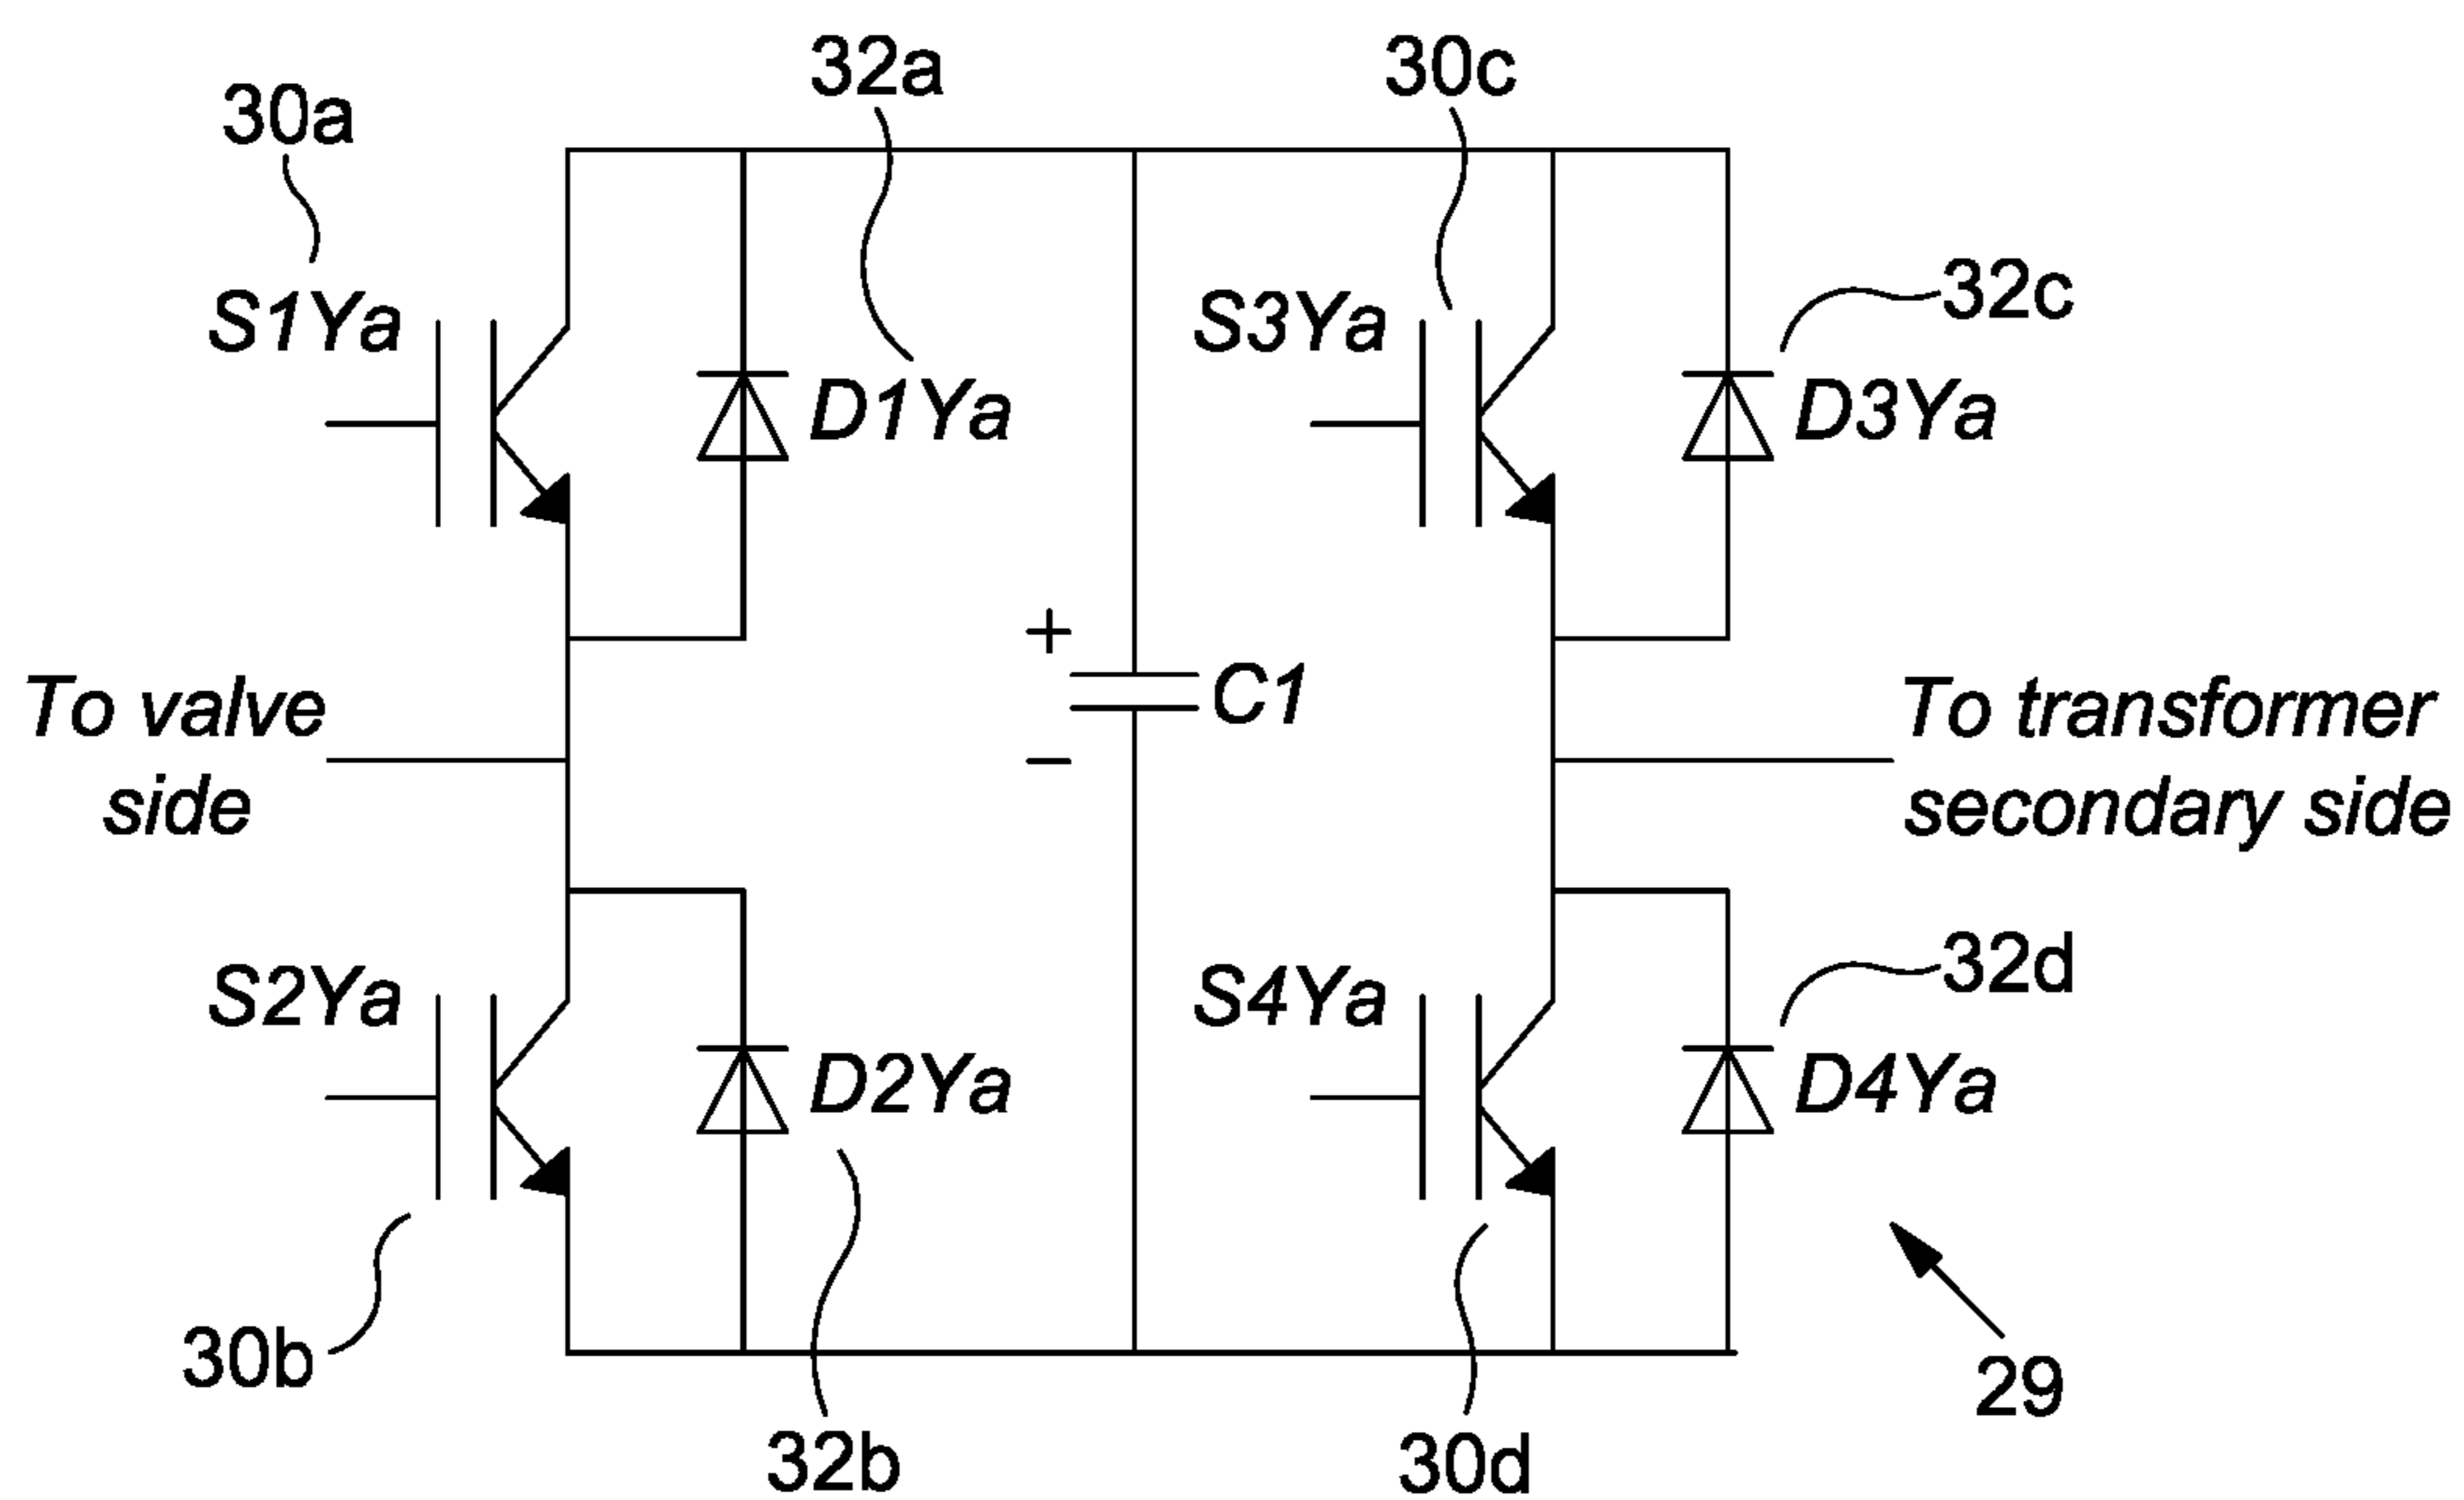 32a
30c
30a
32c
S1Ya
S3Ya
D1Ya
D3Ya
+
C1
−
To valve
side
To transformer
secondary side
S2Ya
S4Ya
32d
D2Ya
D4Ya
30b
29
32b
30d